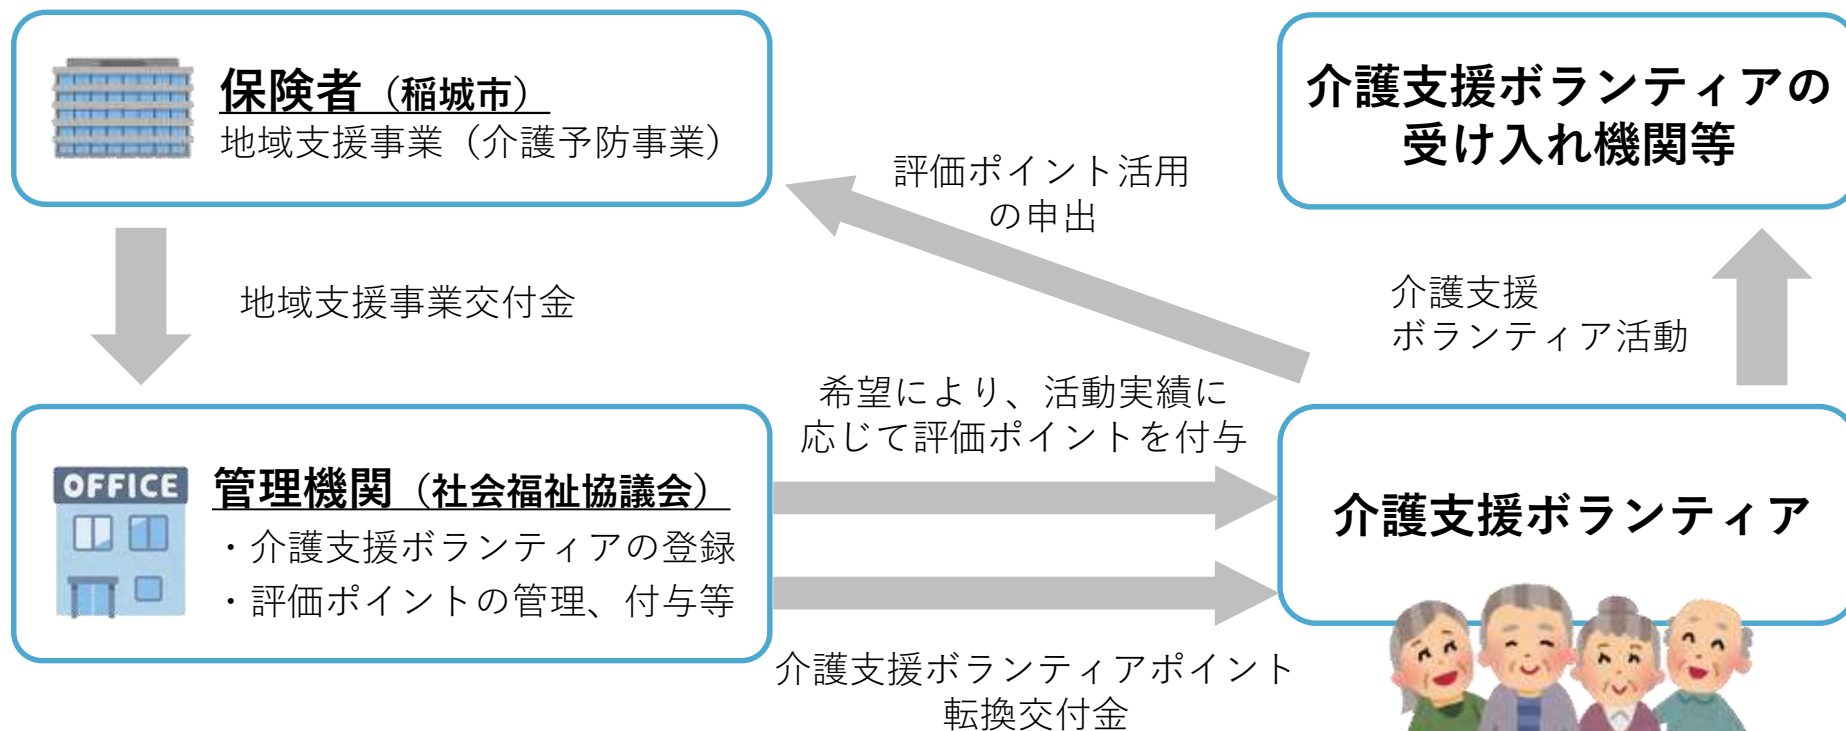 保険者（稲城市）
地域支援事業（介護予防事業）
介護支援ボランティアの
受け入れ機関等
評価ポイント活用
の申出
地域支援事業交付金
介護支援
ボランティア活動
希望により、活動実績に
応じて評価ポイントを付与
OFFICE
管理機関（社会福祉協議会）
・介護支援ボランティアの登録
・評価ポイントの管理、付与等
介護支援ボランティア
介護支援ボランティアポイント
転換交付金